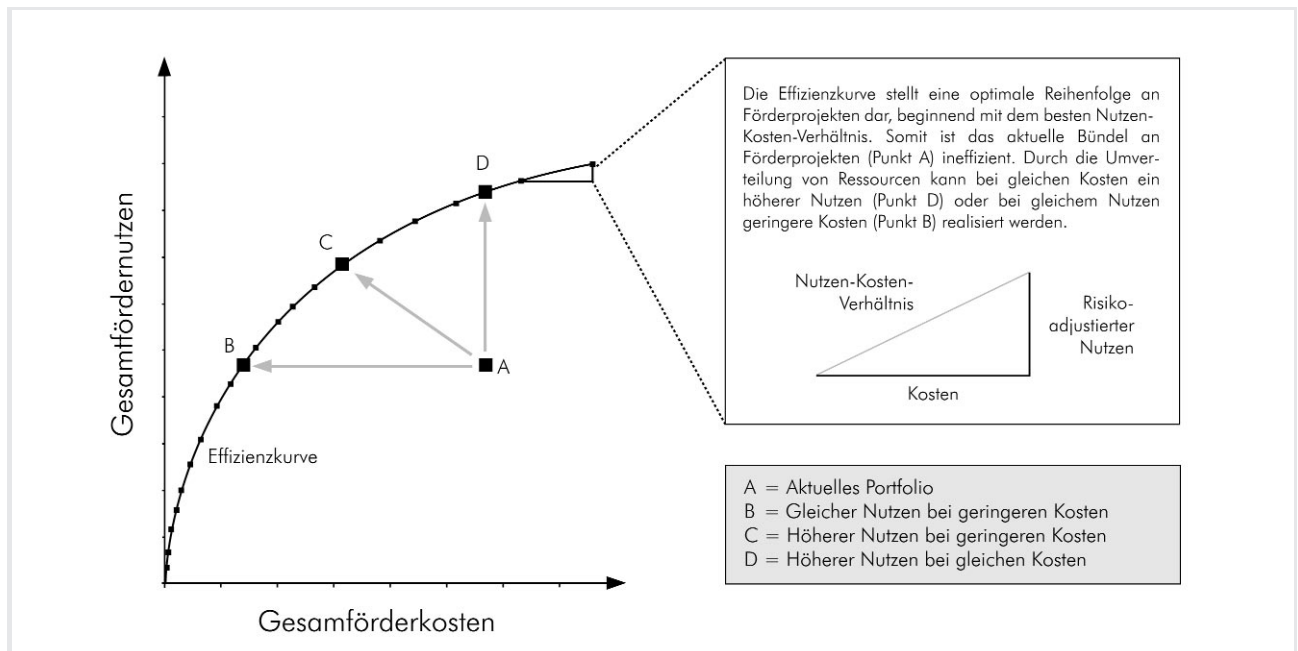 Gesamtfördernutzen
D
C
B
A
Effizienzkurve
Gesamförderkosten
Die Effizienzkurve stellt eine optimale Reihenfolge an
Förderprojekten dar, beginnend mit dem besten Nutzen-
Kosten-Verhältnis. Somit ist das aktuelle Bündel an
Förderprojekten (Punkt A) ineffizient. Durch die Umver-
teilung von Ressourcen kann bei gleichen Kosten ein
höherer Nutzen (Punkt D) oder bei gleichem Nutzen
geringere Kosten (Punkt B) realisiert werden.
Nutzen-Kosten-
Verhältnis
Risiko-
adjustierter
Nutzen
Kosten
A = Aktuelles Portfolio
B = Gleicher Nutzen bei geringeren Kosten
C = Höherer Nutzen bei geringeren Kosten
D = Höherer Nutzen bei gleichen Kosten